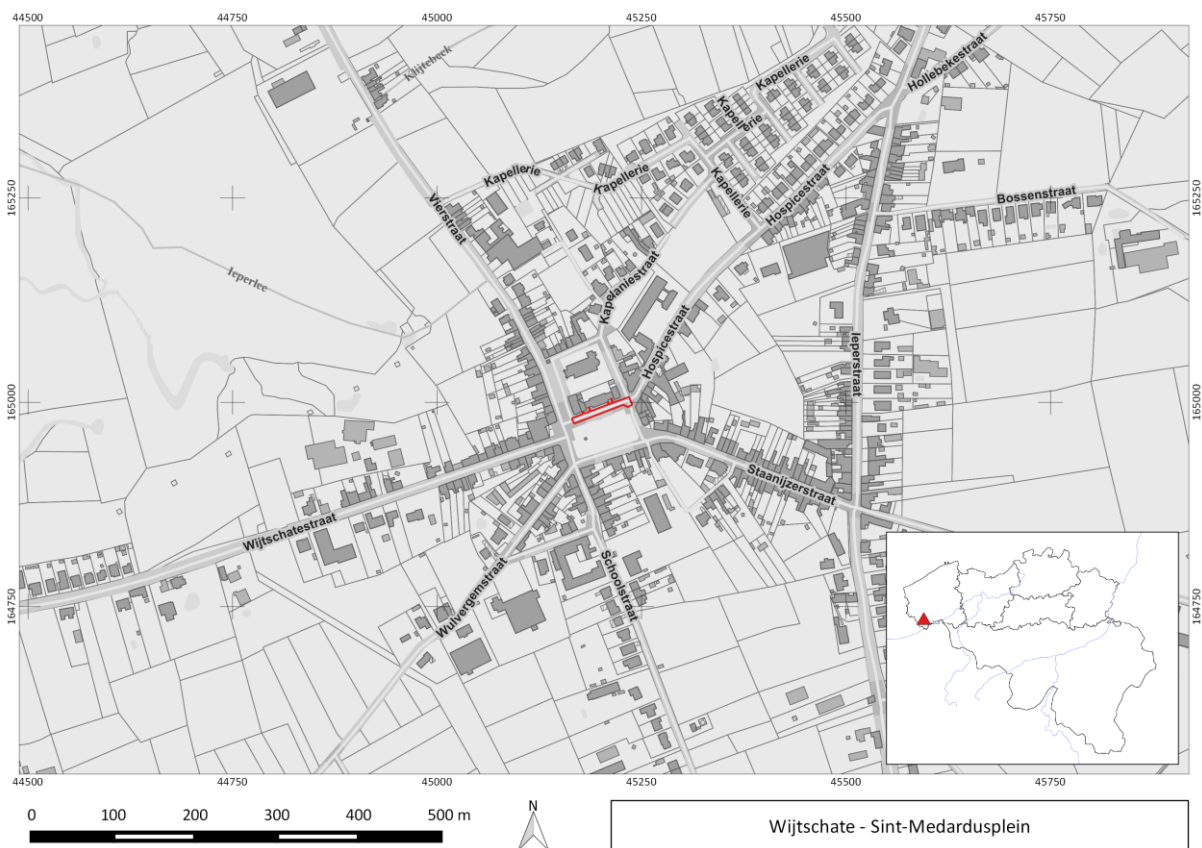 44500 44750 45000 45250 45500 45750
Klijtebeek
Kapellerie
Hollebekestraat
Kapellerie
Kapellerie
165250
Vierstraat
Kapellerie
Kapellerie
Kapellerie
Hospicestraat
Bossenstraat
165250
Ieperlee
Kapelaniestraat
Hospicestraat
Ieperstraat
165000
165000
Staanijzerstraat
Wijtschatestraat
Schoolstraat
Wulvergemstraat
164750
164750
44500 44750 45000 45250 45500 45750
0 100 200 300 400 500 m
N
Wijtschate - Sint-Medardusplein